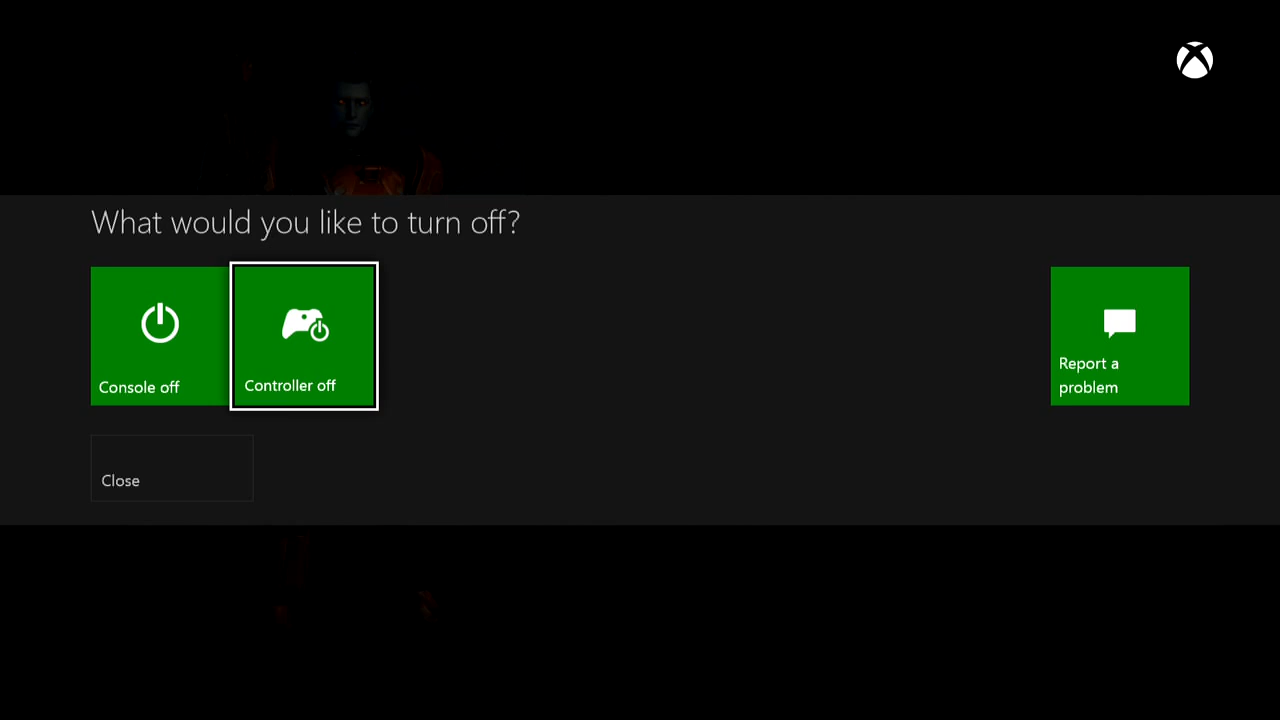 What would you like to turn off?
Console off
Controller off
Report a
problem
Close